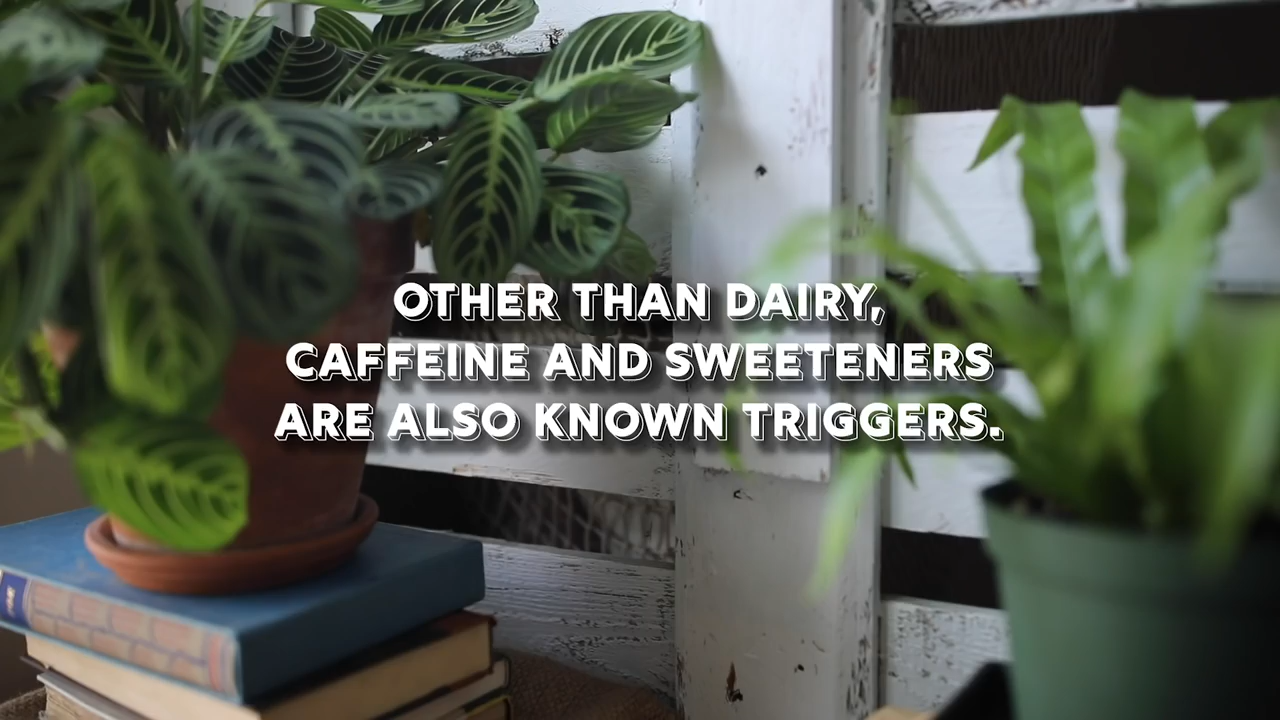 OTHER THAN DAIRY,
CAFFEINE AND SWEETENERS
ARE ALSO KNOWN TRIGGERS.